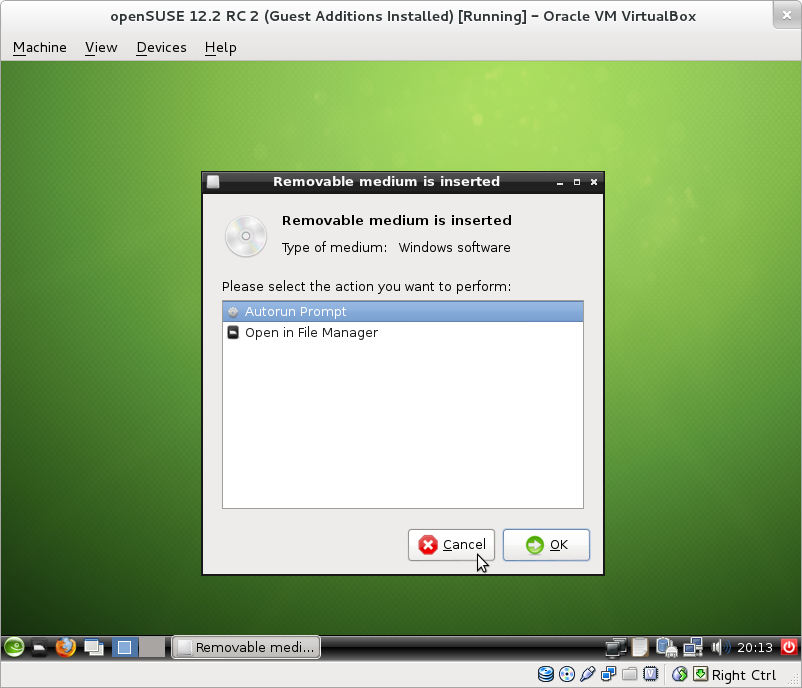 openSUSE 12.2 RC 2 (Guest Additions Installed) [Running] – Oracle VM VirtualBox
Machine View Devices Help
Removable medium is inserted
Removable medium is inserted
Type of medium: Windows software
Please select the action you want to perform:
Autorun Prompt
Open in File Manager
Cancel OK
Removable medi... 20:13
Right Ctrl